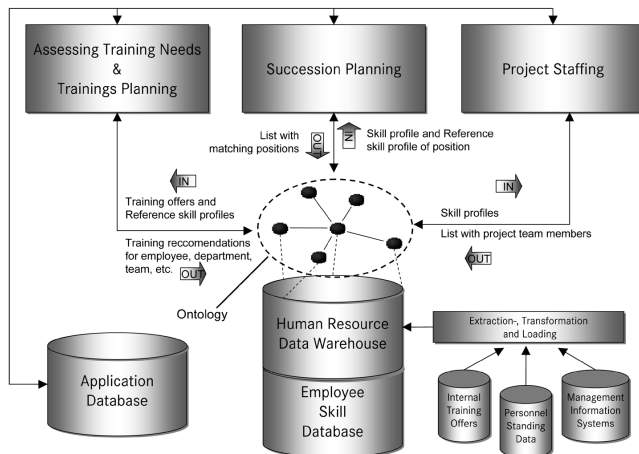 Assessing Training Needs
&
Trainings Planning
Succession Planning
Project Staffing
List with
matching positions
OUT
IN
Skill profile and Reference
skill profile of position
IN
Training offers and
Reference skill profiles
Training reccomendations
for employee, department,
team, etc.
OUT
IN
Skill profiles
List with project team members
OUT
Ontology
Human Resource
Data Warehouse
Employee
Skill
Database
Application
Database
Extraction-, Transformation
and Loading
Internal
Training
Offers
Personnel
Standing
Data
Management
Information
Systems